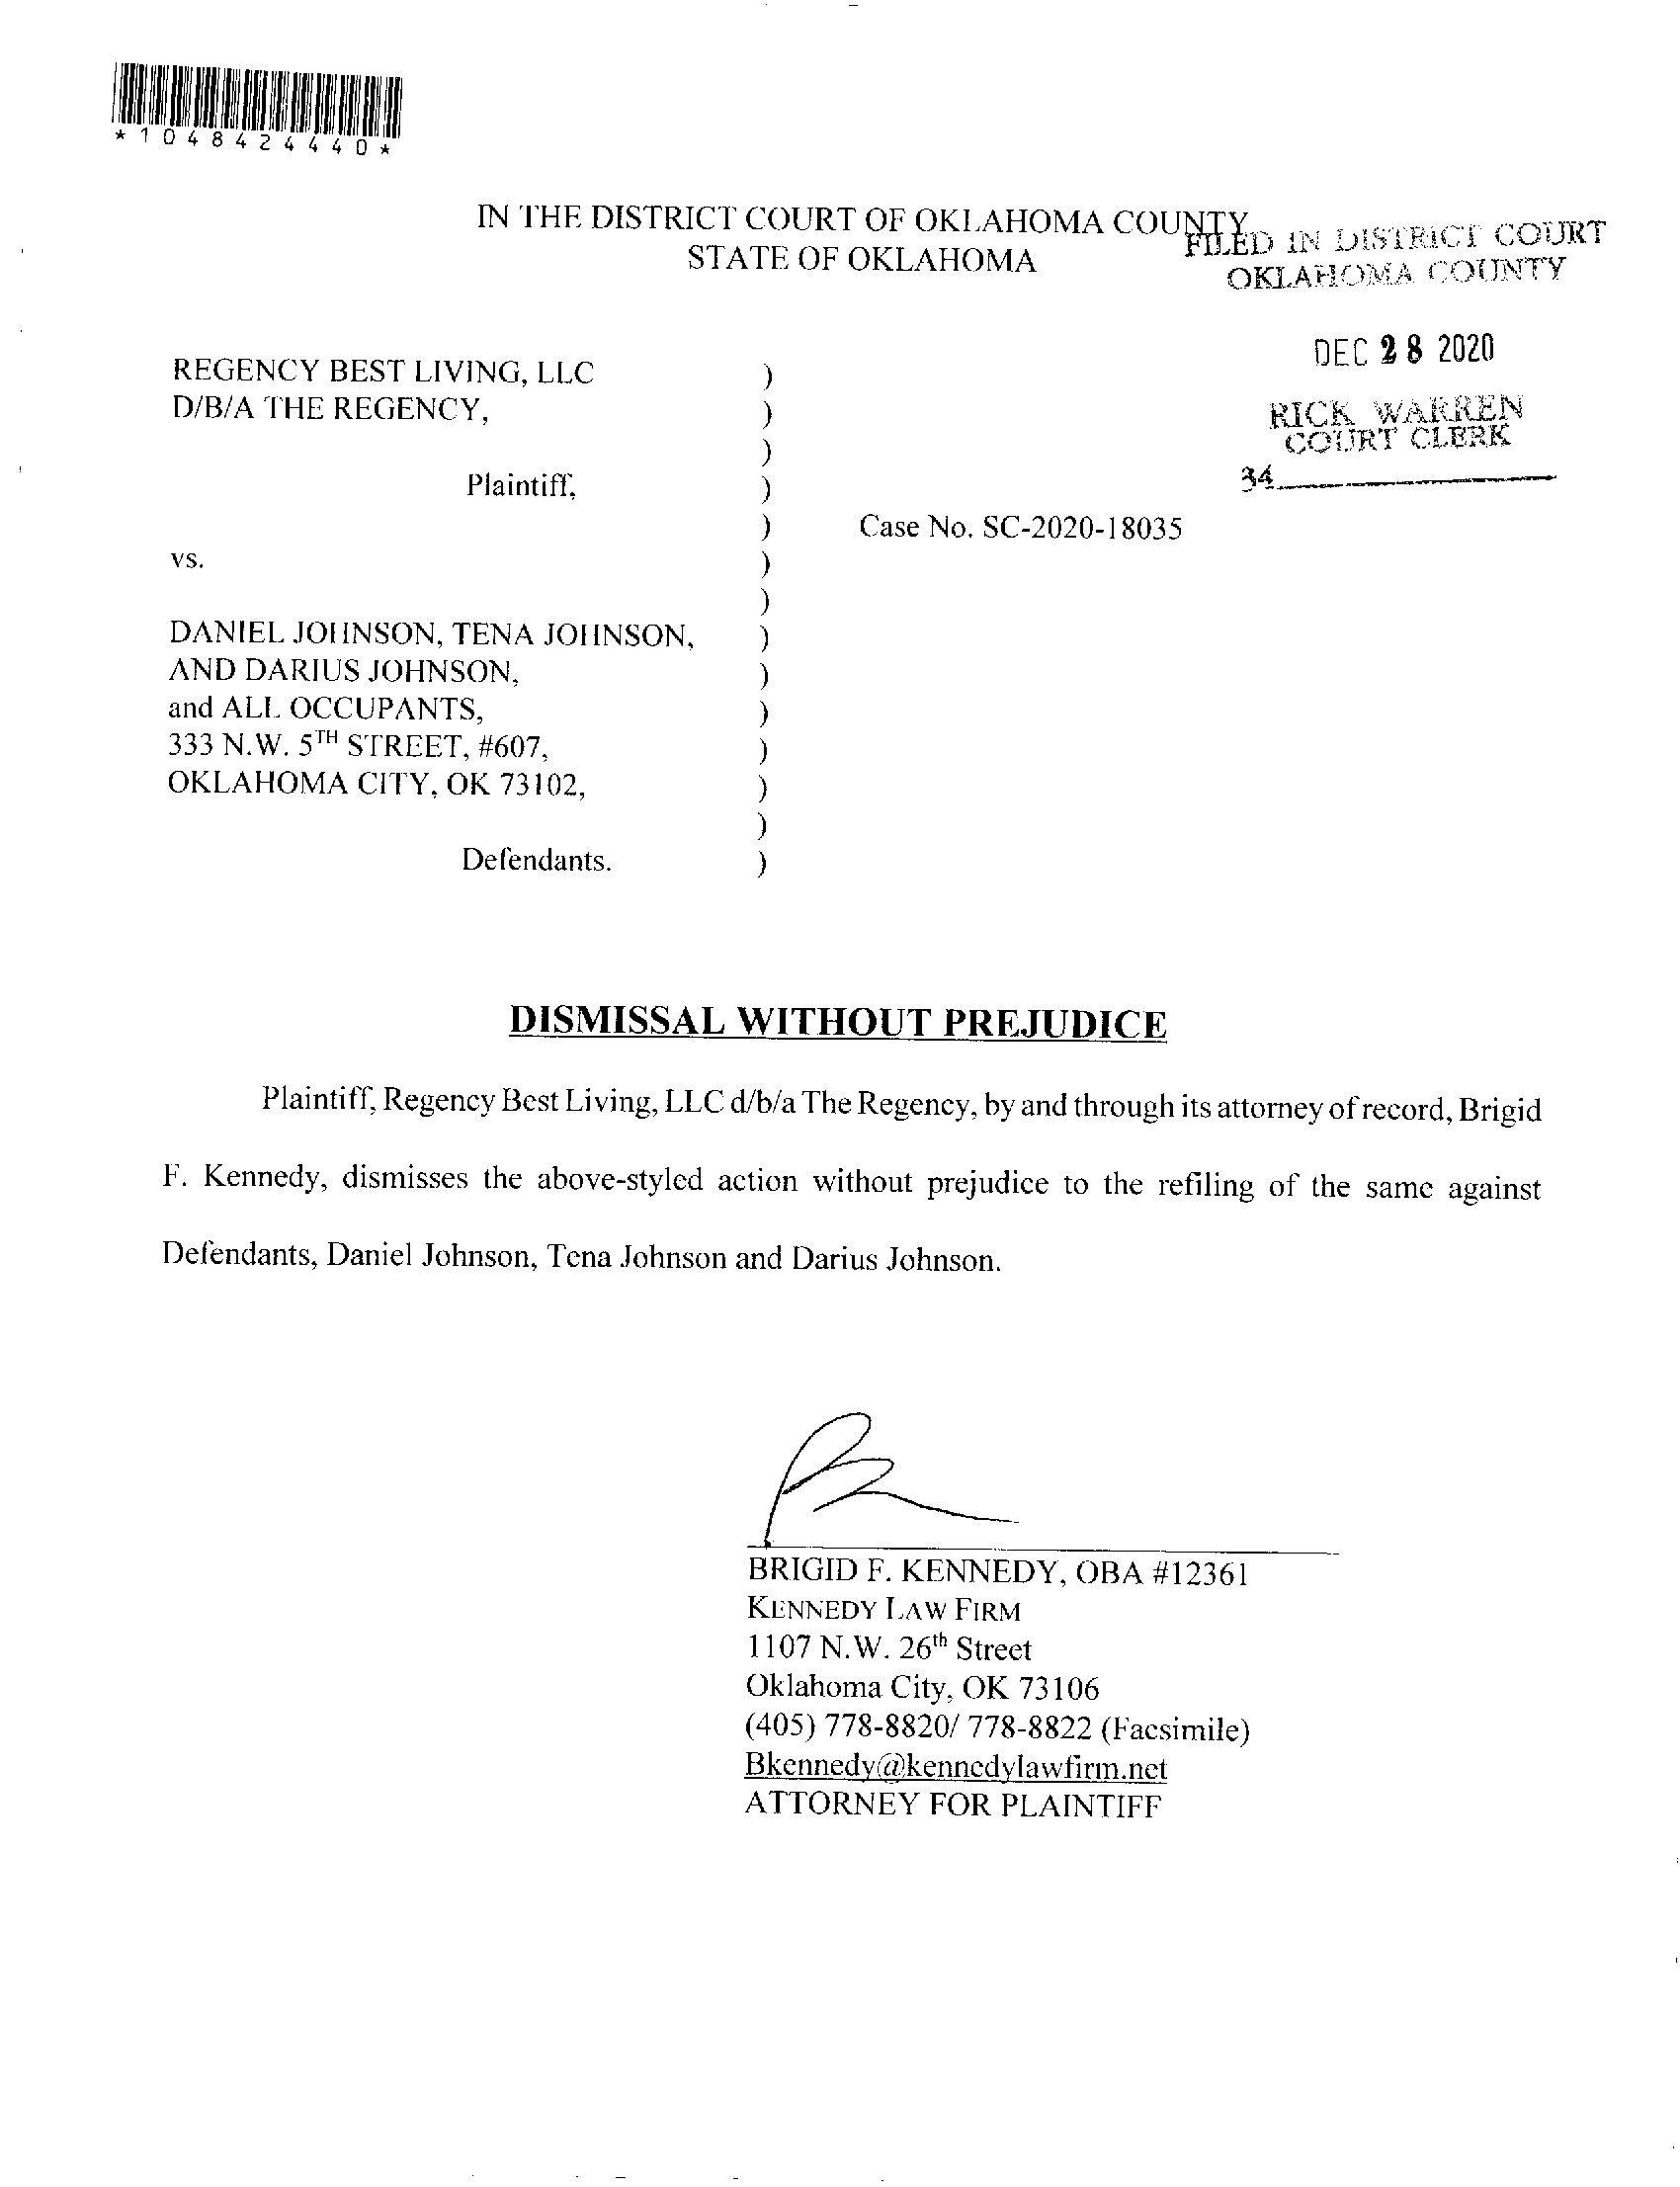 *1048424440*
IN THE DISTRICT COURT OF OKLAHOMA COUNTY
STATE OF OKLAHOMA
FILED IN DISTRICT COURT
OKLAHOMA COUNTY
DEC 28 2020
RICK WARREN
COURT CLERK
34
REGENCY BEST LIVING, LLC )
D/B/A THE REGENCY, )
)
Plaintiff, )
) Case No. SC-2020-18035
vs. )
)
DANIEL JOHNSON, TENA JOHNSON, )
AND DARIUS JOHNSON, )
and ALL OCCUPANTS, )
333 N.W. 5TH STREET, #607, )
OKLAHOMA CITY, OK 73102, )
)
Defendants. )
DISMISSAL WITHOUT PREJUDICE
Plaintiff, Regency Best Living, LLC d/b/a The Regency, by and through its attorney of record, Brigid
F. Kennedy, dismisses the above-styled action without prejudice to the refiling of the same against
Defendants, Daniel Johnson, Tena Johnson and Darius Johnson.
BRIGID F. KENNEDY, OBA #12361
KENNEDY LAW FIRM
1107 N.W. 26th Street
Oklahoma City, OK 73106
(405) 778-8820/ 778-8822 (Facsimile)
Bkennedy@kennedylawfirm.net
ATTORNEY FOR PLAINTIFF